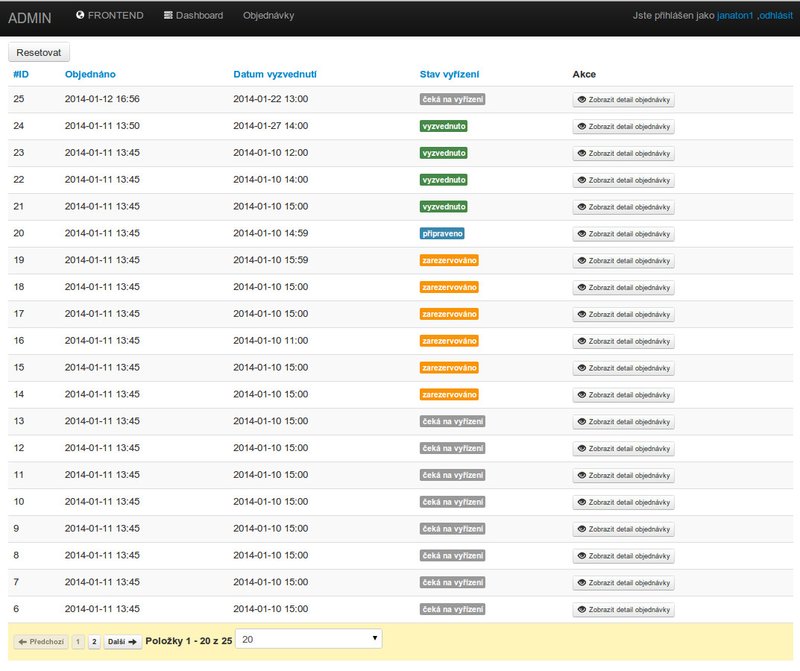 ADMIN FRONTEND Dashboard Objednávky Jste přihlášen jako janaton1 ,odhlásit
Resetovat
#ID Objednáno Datum vyzvednutí Stav vyřízení Akce
25 2014-01-12 16:56 2014-01-22 13:00 čeká na vyřízení Zobrazit detail objednávky
24 2014-01-11 13:50 2014-01-27 14:00 vyzvednuto Zobrazit detail objednávky
23 2014-01-11 13:45 2014-01-10 12:00 vyzvednuto Zobrazit detail objednávky
22 2014-01-11 13:45 2014-01-10 14:00 vyzvednuto Zobrazit detail objednávky
21 2014-01-11 13:45 2014-01-10 15:00 vyzvednuto Zobrazit detail objednávky
20 2014-01-11 13:45 2014-01-10 14:59 připraveno Zobrazit detail objednávky
19 2014-01-11 13:45 2014-01-10 15:59 zarezervováno Zobrazit detail objednávky
18 2014-01-11 13:45 2014-01-10 15:00 zarezervováno Zobrazit detail objednávky
17 2014-01-11 13:45 2014-01-10 15:00 zarezervováno Zobrazit detail objednávky
16 2014-01-11 13:45 2014-01-10 11:00 zarezervováno Zobrazit detail objednávky
15 2014-01-11 13:45 2014-01-10 15:00 zarezervováno Zobrazit detail objednávky
14 2014-01-11 13:45 2014-01-10 15:00 zarezervováno Zobrazit detail objednávky
13 2014-01-11 13:45 2014-01-10 15:00 čeká na vyřízení Zobrazit detail objednávky
12 2014-01-11 13:45 2014-01-10 15:00 čeká na vyřízení Zobrazit detail objednávky
11 2014-01-11 13:45 2014-01-10 15:00 čeká na vyřízení Zobrazit detail objednávky
10 2014-01-11 13:45 2014-01-10 15:00 čeká na vyřízení Zobrazit detail objednávky
9 2014-01-11 13:45 2014-01-10 15:00 čeká na vyřízení Zobrazit detail objednávky
8 2014-01-11 13:45 2014-01-10 15:00 čeká na vyřízení Zobrazit detail objednávky
7 2014-01-11 13:45 2014-01-10 15:00 čeká na vyřízení Zobrazit detail objednávky
6 2014-01-11 13:45 2014-01-10 15:00 čeká na vyřízení Zobrazit detail objednávky
Předchozí 1 2 Další Položky 1 - 20 z 25 20